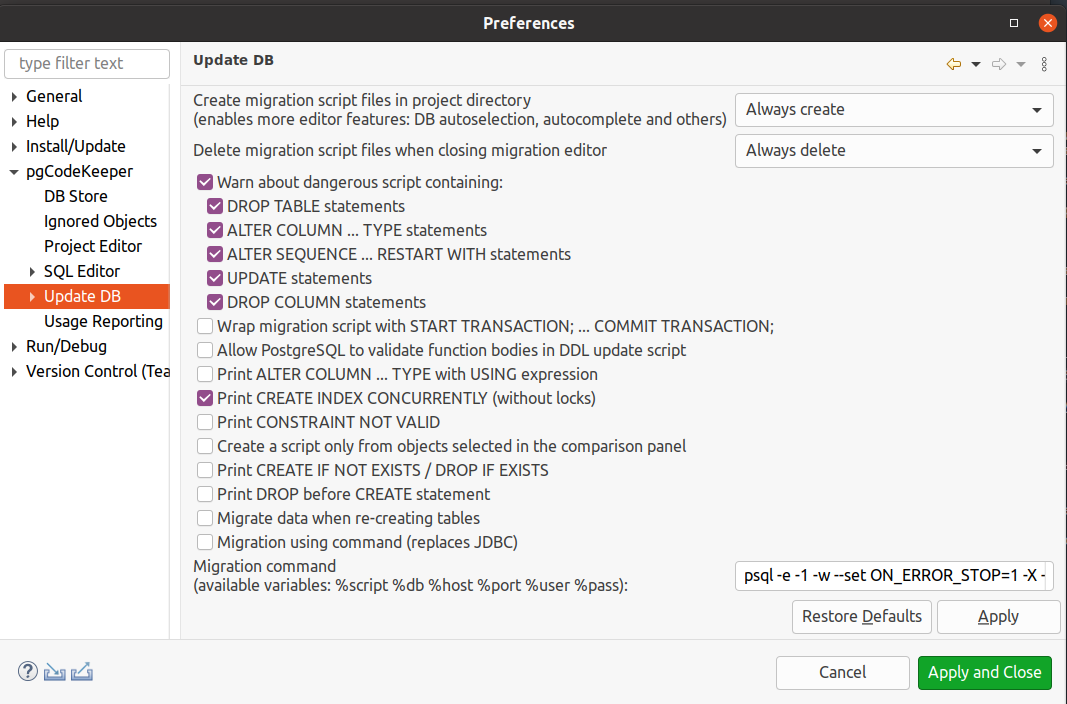 Preferences
type filter text
General
Help
Install/Update
pgCodeKeeper
DB Store
Ignored Objects
Project Editor
SQL Editor
Update DB
Usage Reporting
Run/Debug
Version Control (Tea
Update DB
Create migration script files in project directory
(enables more editor features: DB autoselection, autocomplete and others)
Always create
Delete migration script files when closing migration editor
Always delete
Warn about dangerous script containing:
DROP TABLE statements
ALTER COLUMN ... TYPE statements
ALTER SEQUENCE ... RESTART WITH statements
UPDATE statements
DROP COLUMN statements
Wrap migration script with START TRANSACTION; ... COMMIT TRANSACTION;
Allow PostgreSQL to validate function bodies in DDL update script
Print ALTER COLUMN ... TYPE with USING expression
Print CREATE INDEX CONCURRENTLY (without locks)
Print CONSTRAINT NOT VALID
Create a script only from objects selected in the comparison panel
Print CREATE IF NOT EXISTS / DROP IF EXISTS
Print DROP before CREATE statement
Migrate data when re-creating tables
Migration using command (replaces JDBC)
Migration command
(available variables: %script %db %host %port %user %pass):
psql -e -1 -w --set ON_ERROR_STOP=1 -X -
Restore Defaults
Apply
?
Cancel
Apply and Close